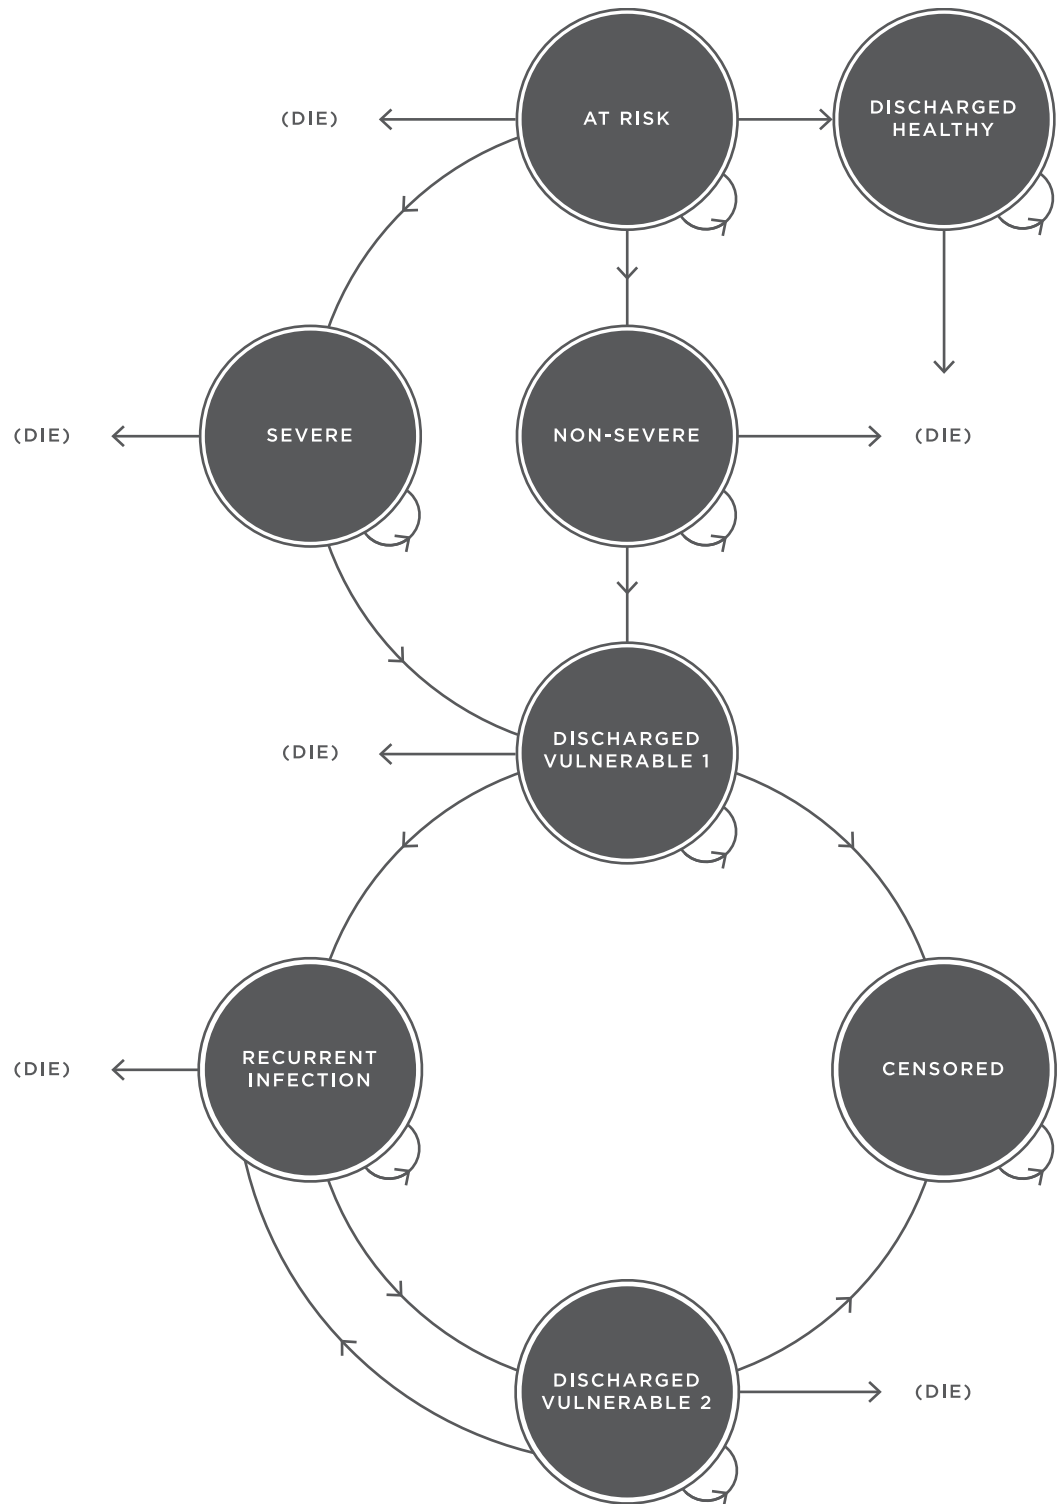 (DIE)
AT RISK
DISCHARGED
HEALTHY
(DIE)
SEVERE
NON-SEVERE
(DIE)
(DIE)
DISCHARGED
VULNERABLE 1
(DIE)
RECURRENT
INFECTION
CENSORED
DISCHARGED
VULNERABLE 2
(DIE)